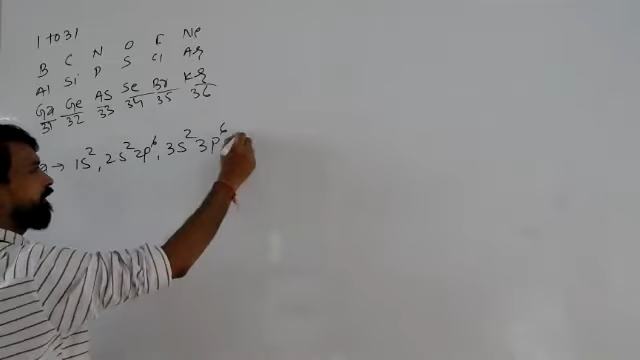 1 to 31
B C N O F Ne
Al Si P S Cl Ar
Ga Ge As Se Br Kr
31 32 33 34 35 36
→ 1s², 2s² 2p⁶, 3s² 3p⁶